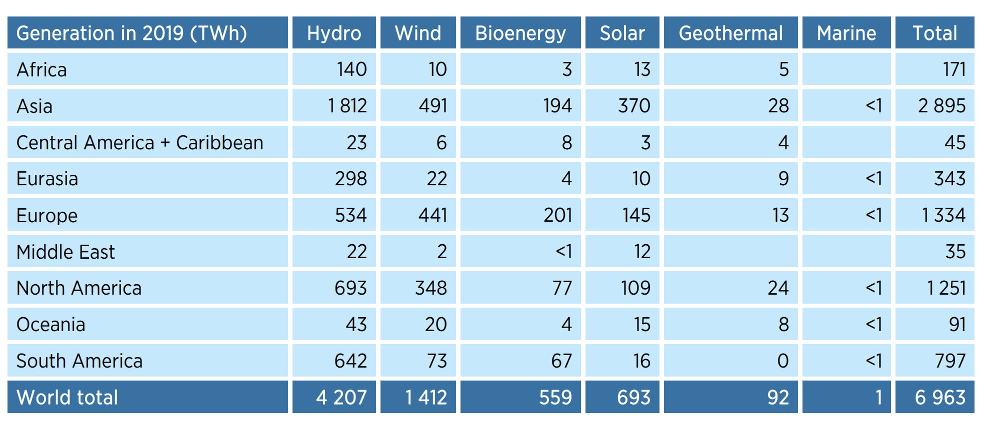 Generation in 2019 (TWh) Hydro Wind Bioenergy Solar Geothermal Marine Total
Africa 140 10 3 13 5 171
Asia 1 812 491 194 370 28 <1 2 895
Central America + Caribbean 23 6 8 3 4 45
Eurasia 298 22 4 10 9 <1 343
Europe 534 441 201 145 13 <1 1 334
Middle East 22 2 <1 12 35
North America 693 348 77 109 24 <1 1 251
Oceania 43 20 4 15 8 <1 91
South America 642 73 67 16 0 <1 797
World total 4 207 1 412 559 693 92 1 6 963